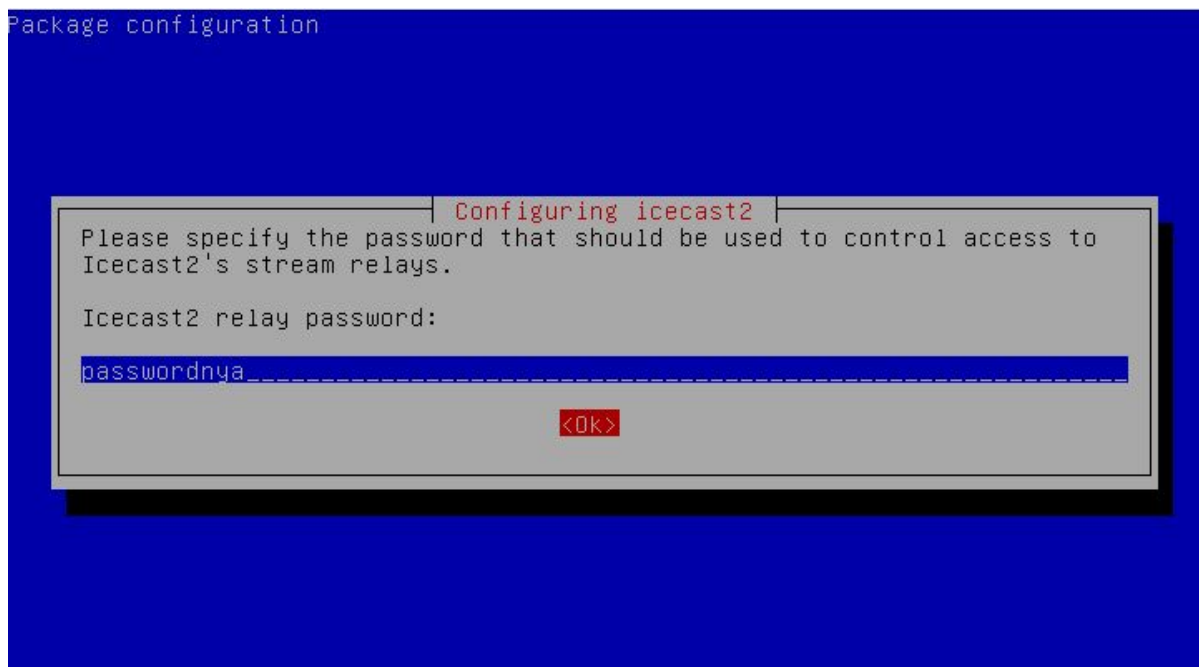 Package configuration
Configuring icecast2
Please specify the password that should be used to control access to
Icecast2's stream relays.
Icecast2 relay password:
passwordnya
<Ok>